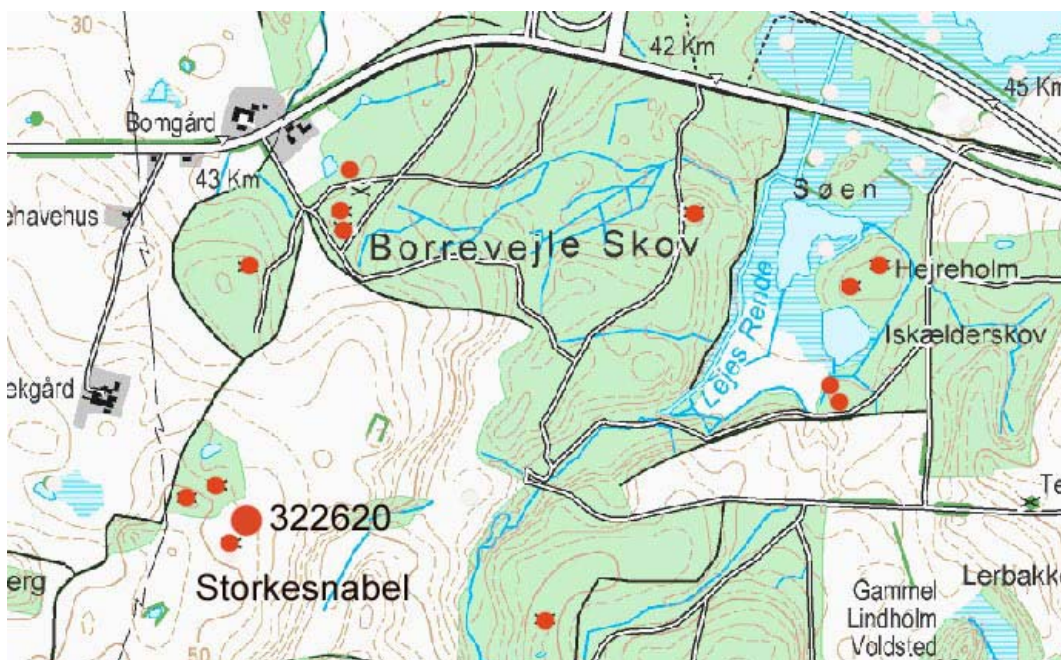 30
42 Km
45 Km
Bomgård
43 Km
Søen
ehavehus
Borrevejle Skov
Hejreholm
Lejes Rende
Iskælderskov
ekgård
322620
Te
erg
Storkesnabel
Gammel
Lindholm
Voldsted
Lerbakke
50